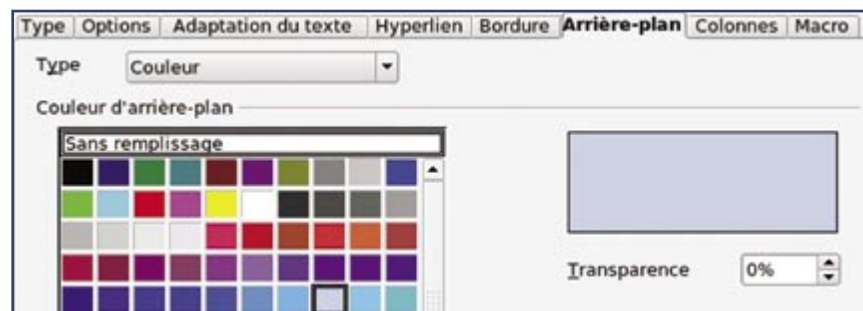 Type Options Adaptation du texte Hyperlien Bordure Arrière-plan Colonnes Macro
Type Couleur
Couleur d'arrière-plan
Sans remplissage
Transparence 0%